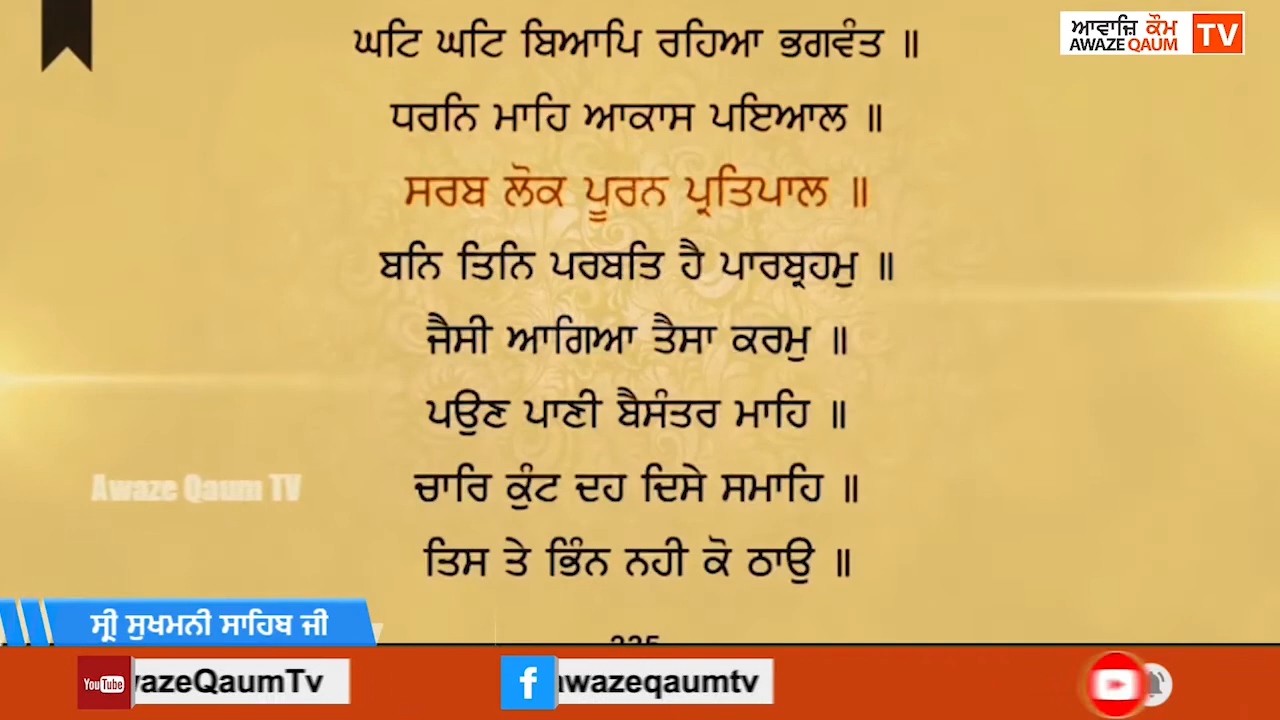 ਆਵਾਜ਼ਿ ਕੌਮ
AWAZE QAUM
TV
ਘਟਿ ਘਟਿ ਬਿਆਪਿ ਰਹਿਆ ਭਗਵੰਤ ॥
ਧਰਨਿ ਮਾਹਿ ਆਕਾਸ ਪਇਆਲ ॥
ਸਰਬ ਲੋਕ ਪੂਰਨ ਪ੍ਰਤਿਪਾਲ ॥
ਬਨਿ ਤਿਨਿ ਪਰਬਤਿ ਹੈ ਪਾਰਬ੍ਰਹਮੁ ॥
ਜੈਸੀ ਆਗਿਆ ਤੈਸਾ ਕਰਮੁ ॥
ਪਉਣ ਪਾਣੀ ਬੈਸੰਤਰ ਮਾਹਿ ॥
ਚਾਰਿ ਕੁੰਟ ਦਹ ਦਿਸੇ ਸਮਾਹਿ ॥
ਤਿਸ ਤੇ ਭਿੰਨ ਨਹੀ ਕੋ ਠਾਉ ॥
Awaze Qaum TV
ਸ੍ਰੀ ਸੁਖਮਨੀ ਸਾਹਿਬ ਜੀ
YouTube
wazeQaumTv
f
awazeqaumtv